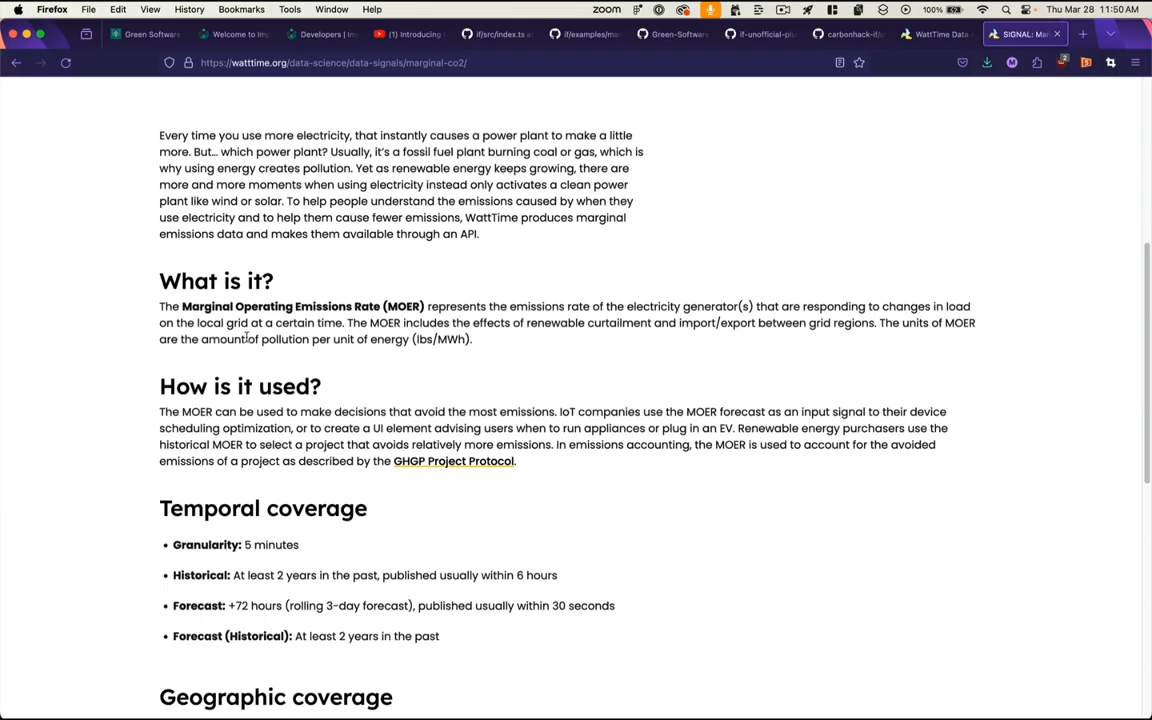 Firefox File Edit View History Bookmarks Tools Window Help zoom 100% Thu Mar 28 11:50 AM
Green Software Welcome to Imp Developers | Im (1) Introducing if/src/index.ts at if/examples/ma Green-Software if-unofficial-plu carbonhack-if/u WattTime Data SIGNAL: Mar
https://watttime.org/data-science/data-signals/marginal-co2/ 2
Every time you use more electricity, that instantly causes a power plant to make a little
more. But… which power plant? Usually, it's a fossil fuel plant burning coal or gas, which is
why using energy creates pollution. Yet as renewable energy keeps growing, there are
more and more moments when using electricity instead only activates a clean power
plant like wind or solar. To help people understand the emissions caused by when they
use electricity and to help them cause fewer emissions, WattTime produces marginal
emissions data and makes them available through an API.
What is it?
The Marginal Operating Emissions Rate (MOER) represents the emissions rate of the electricity generator(s) that are responding to changes in load
on the local grid at a certain time. The MOER includes the effects of renewable curtailment and import/export between grid regions. The units of MOER
are the amount of pollution per unit of energy (lbs/MWh).
How is it used?
The MOER can be used to make decisions that avoid the most emissions. IoT companies use the MOER forecast as an input signal to their device
scheduling optimization, or to create a UI element advising users when to run appliances or plug in an EV. Renewable energy purchasers use the
historical MOER to select a project that avoids relatively more emissions. In emissions accounting, the MOER is used to account for the avoided
emissions of a project as described by the GHGP Project Protocol.
Temporal coverage
• Granularity: 5 minutes
• Historical: At least 2 years in the past, published usually within 6 hours
• Forecast: +72 hours (rolling 3-day forecast), published usually within 30 seconds
• Forecast (Historical): At least 2 years in the past
Geographic coverage